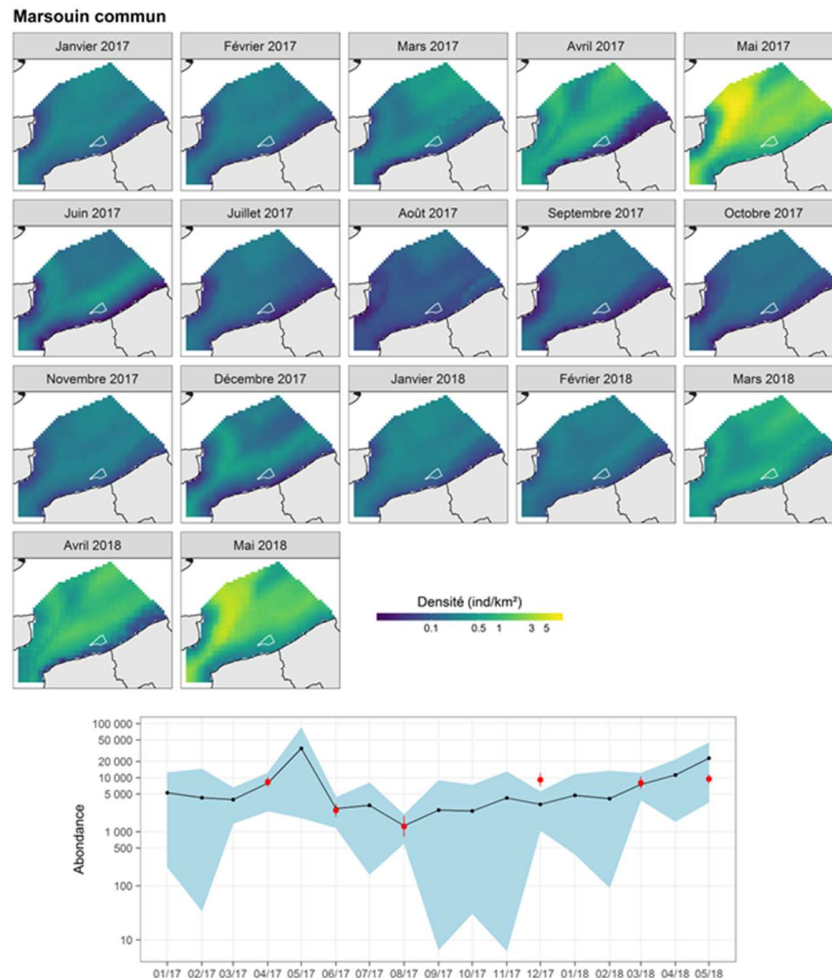 Marsouin commun
Janvier 2017 Février 2017 Mars 2017 Avril 2017 Mai 2017
Juin 2017 Juillet 2017 Août 2017 Septembre 2017 Octobre 2017
Novembre 2017 Décembre 2017 Janvier 2018 Février 2018 Mars 2018
Avril 2018 Mai 2018
Densité (ind/km²)
0.1 0.5 1 3 5
100 000
50 000
20 000
10 000
5 000
1 000
500
100
10
Abondance
01/17 02/17 03/17 04/17 05/17 06/17 07/17 08/17 09/17 10/17 11/17 12/17 01/18 02/18 03/18 04/18 05/18